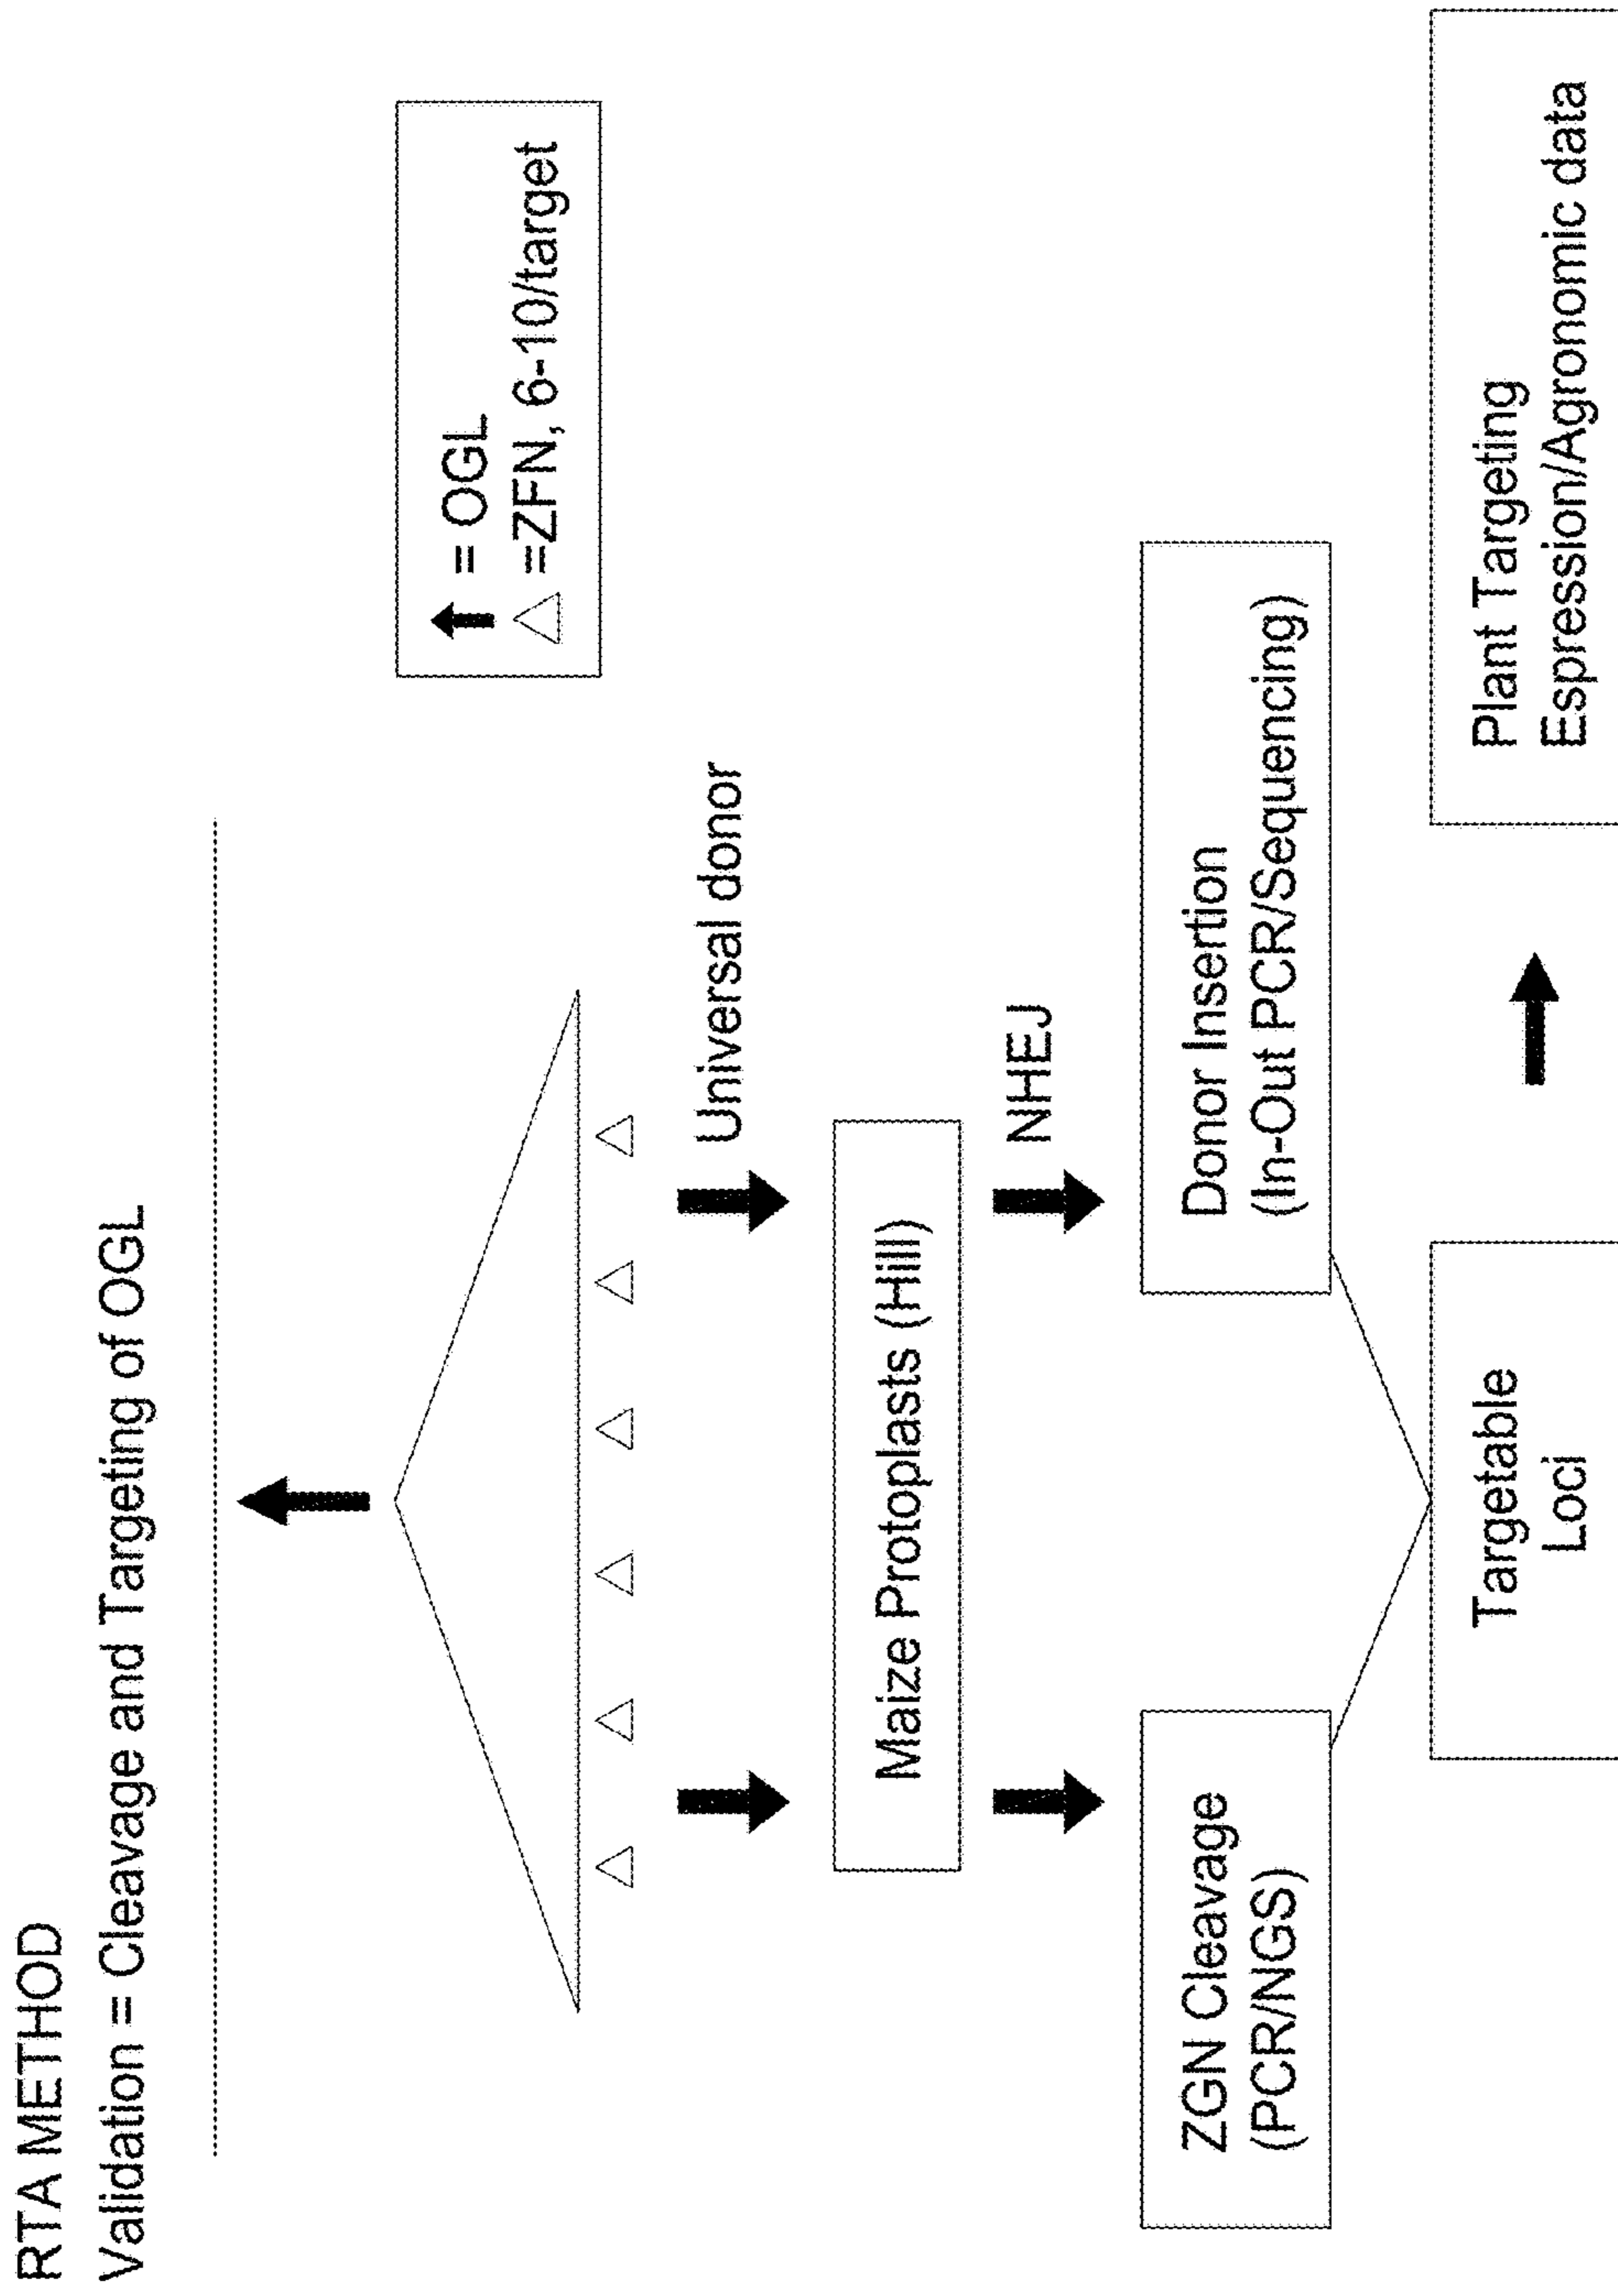 RTA METHOD
Validation = Cleavage and Targeting of OGL
= OGL
=ZFN, 6-10/target
Universal donor
Maize Protoplasts (Hill)
NHEJ
ZGN Cleavage
(PCR/NGS)
Donor Insertion
(In-Out PCR/Sequencing)
Targetable
Loci
Plant Targeting
Espression/Agronomic data